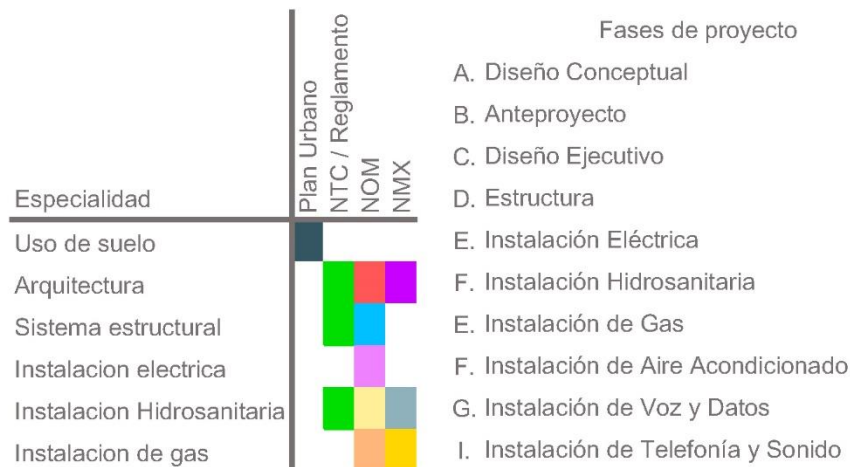 Especialidad
Plan Urbano
NTC / Reglamento
NOM
NMX
Uso de suelo
Arquitectura
Sistema estructural
Instalacion electrica
Instalacion Hidrosanitaria
Instalacion de gas
Fases de proyecto
A. Diseño Conceptual
B. Anteproyecto
C. Diseño Ejecutivo
D. Estructura
E. Instalación Eléctrica
F. Instalación Hidrosanitaria
E. Instalación de Gas
F. Instalación de Aire Acondicionado
G. Instalación de Voz y Datos
I. Instalación de Telefonía y Sonido